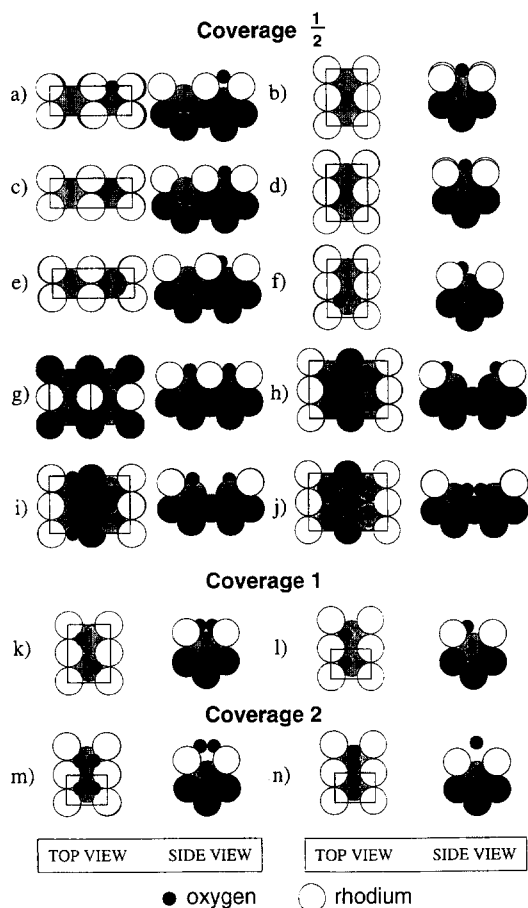 Coverage 1/2
a) b)
c) d)
e) f)
g) h)
i) j)
Coverage 1
k) l)
Coverage 2
m) n)
TOP VIEW SIDE VIEW TOP VIEW SIDE VIEW
oxygen rhodium